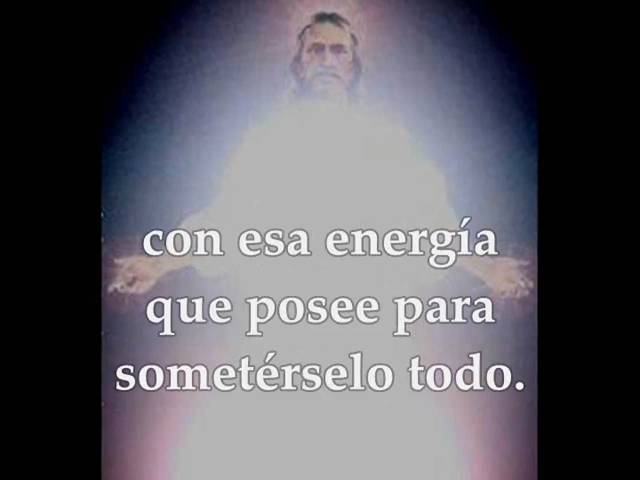 con esa energía
que posee para
sometérselo todo.